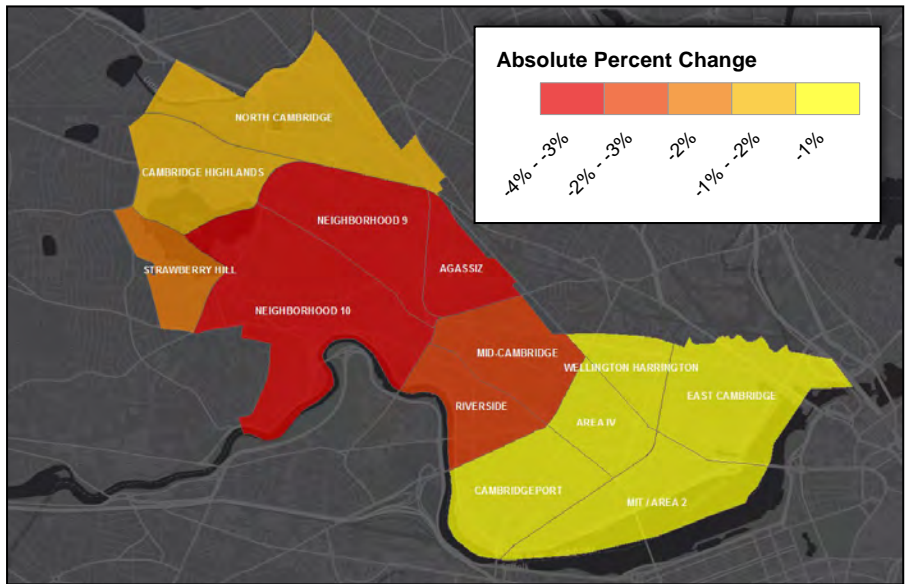 Absolute Percent Change
-4% - -3%
-2% - -3%
-2%
-1% - -2%
-1%
NORTH CAMBRIDGE
CAMBRIDGE HIGHLANDS
NEIGHBORHOOD 9
STRAWBERRY HILL
AGASSIZ
NEIGHBORHOOD 10
MID-CAMBRIDGE
WELLINGTON HARRINGTON
EAST CAMBRIDGE
RIVERSIDE
AREA IV
CAMBRIDGEPORT
MIT / AREA 2